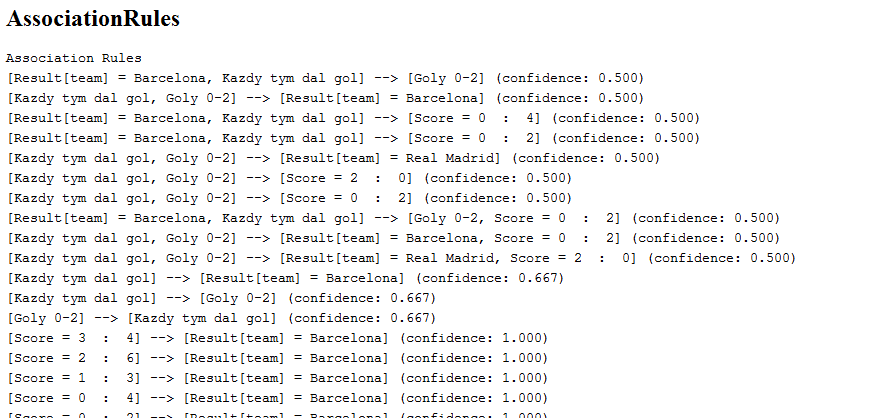 AssociationRules
Association Rules
[Result[team] = Barcelona, Kazdy tym dal gol] --> [Goly 0-2] (confidence: 0.500)
[Kazdy tym dal gol, Goly 0-2] --> [Result[team] = Barcelona] (confidence: 0.500)
[Result[team] = Barcelona, Kazdy tym dal gol] --> [Score = 0  :  4] (confidence: 0.500)
[Result[team] = Barcelona, Kazdy tym dal gol] --> [Score = 0  :  2] (confidence: 0.500)
[Kazdy tym dal gol, Goly 0-2] --> [Result[team] = Real Madrid] (confidence: 0.500)
[Kazdy tym dal gol, Goly 0-2] --> [Score = 2  :  0] (confidence: 0.500)
[Kazdy tym dal gol, Goly 0-2] --> [Score = 0  :  2] (confidence: 0.500)
[Result[team] = Barcelona, Kazdy tym dal gol] --> [Goly 0-2, Score = 0  :  2] (confidence: 0.500)
[Kazdy tym dal gol, Goly 0-2] --> [Result[team] = Barcelona, Score = 0  :  2] (confidence: 0.500)
[Kazdy tym dal gol, Goly 0-2] --> [Result[team] = Real Madrid, Score = 2  :  0] (confidence: 0.500)
[Kazdy tym dal gol] --> [Result[team] = Barcelona] (confidence: 0.667)
[Kazdy tym dal gol] --> [Goly 0-2] (confidence: 0.667)
[Goly 0-2] --> [Kazdy tym dal gol] (confidence: 0.667)
[Score = 3  :  4] --> [Result[team] = Barcelona] (confidence: 1.000)
[Score = 2  :  6] --> [Result[team] = Barcelona] (confidence: 1.000)
[Score = 1  :  3] --> [Result[team] = Barcelona] (confidence: 1.000)
[Score = 0  :  4] --> [Result[team] = Barcelona] (confidence: 1.000)
[Score = 0  :  2] --> [Result[team] = Barcelona] (confidence: 1.000)